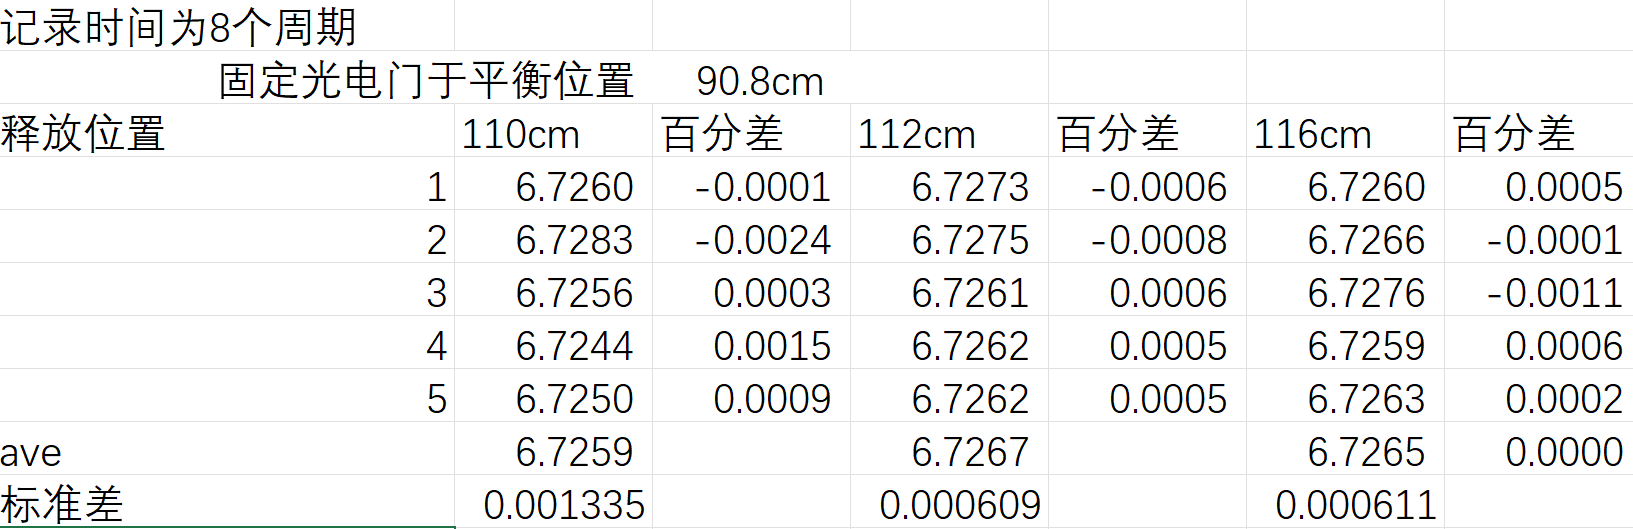 记录时间为8个周期
固定光电门于平衡位置 90.8cm
释放位置 110cm 百分差 112cm 百分差 116cm 百分差
1 6.7260 -0.0001 6.7273 -0.0006 6.7260 0.0005
2 6.7283 -0.0024 6.7275 -0.0008 6.7266 -0.0001
3 6.7256 0.0003 6.7261 0.0006 6.7276 -0.0011
4 6.7244 0.0015 6.7262 0.0005 6.7259 0.0006
5 6.7250 0.0009 6.7262 0.0005 6.7263 0.0002
ave 6.7259 6.7267 6.7265 0.0000
标准差 0.001335 0.000609 0.000611